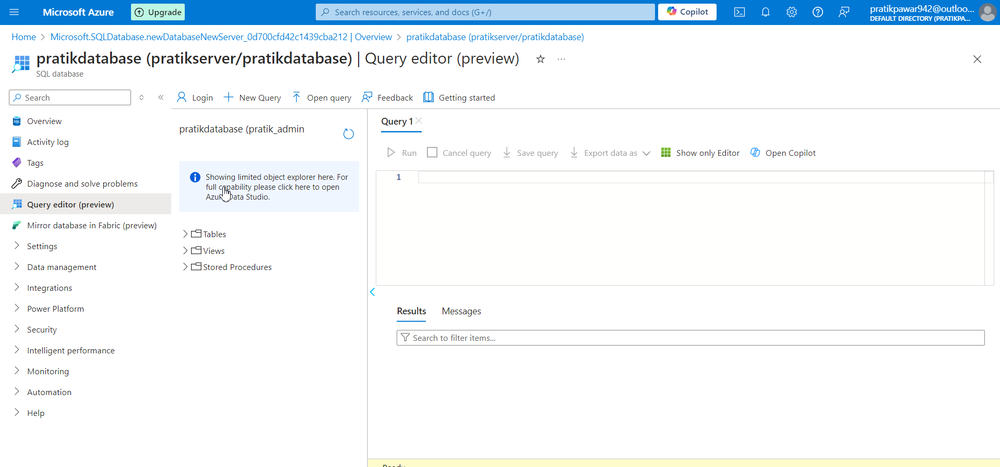 Microsoft Azure
Upgrade
Search resources, services, and docs (G+/)
Copilot
pratikpawar942@outloo...
DEFAULT DIRECTORY (PRATIKPA...
Home > Microsoft.SQLDatabase.newDatabaseNewServer_0d700cfd42c1439cba212 | Overview > pratikdatabase (pratikserver/pratikdatabase)
pratikdatabase (pratikserver/pratikdatabase) | Query editor (preview)
SQL database
Search
Login
New Query
Open query
Feedback
Getting started
Overview
Activity log
Tags
Diagnose and solve problems
Query editor (preview)
Mirror database in Fabric (preview)
Settings
Data management
Integrations
Power Platform
Security
Intelligent performance
Monitoring
Automation
Help
pratikdatabase (pratik_admin
Showing limited object explorer here. For
full capability please click here to open
Azure Data Studio.
Tables
Views
Stored Procedures
Query 1
Run
Cancel query
Save query
Export data as
Show only Editor
Open Copilot
1
Results
Messages
Search to filter items...
Ready